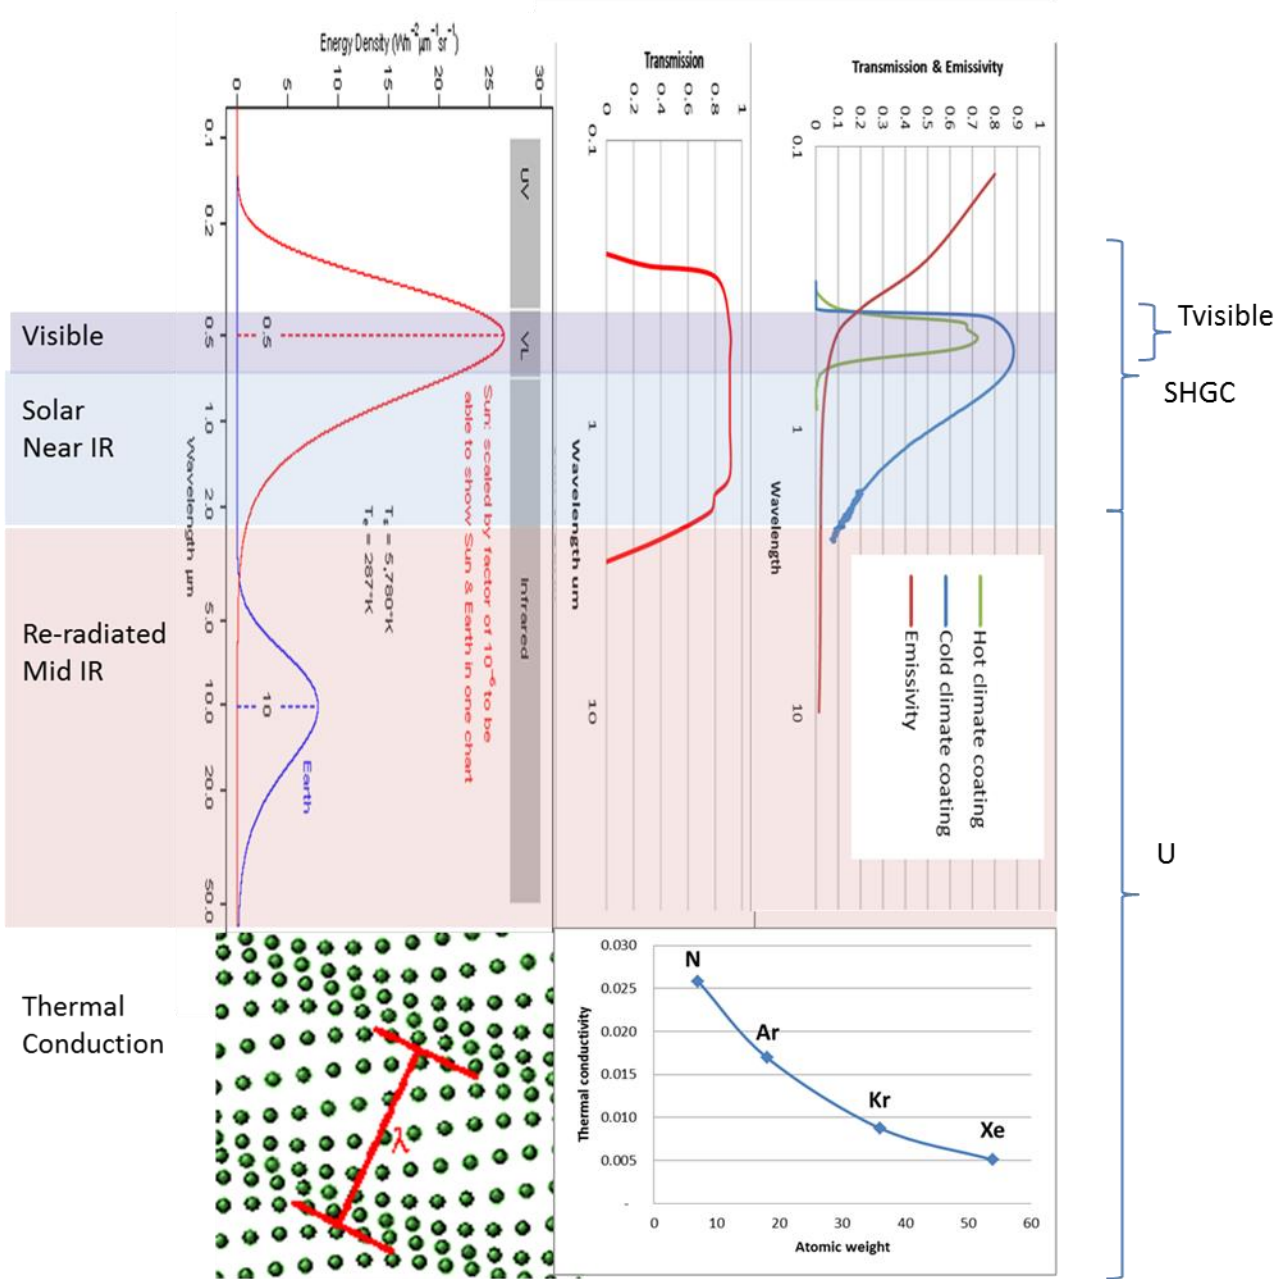 Energy Density (Wm⁻²µm⁻¹sr⁻¹)
0 5 10 15 20 25 30
0.1
0.2
0.5
1.0
2.0
5.0
10.0
20.0
50.0
Wavelength µm
0.5
10
UV
VL
Infrared
Sun: scaled by factor of 10⁻⁶ to be
able to show Sun & Earth in one chart
Tₛ = 5,780°K
Tₑ = 287°K
Earth
Transmission
0 0.2 0.4 0.6 0.8 1
0.1
1
10
Wavelength um
Transmission & Emissivity
0 0.1 0.2 0.3 0.4 0.5 0.6 0.7 0.8 0.9 1
0.1
1
10
Wavelength
Hot climate coating
Cold climate coating
Emissivity
Visible
Solar
Near IR
Re-radiated
Mid IR
Thermal
Conduction
Tvisible
SHGC
U
λ
Thermal conductivity
0.030
0.025
0.020
0.015
0.010
0.005
-
N
Ar
Kr
Xe
0 10 20 30 40 50 60
Atomic weight